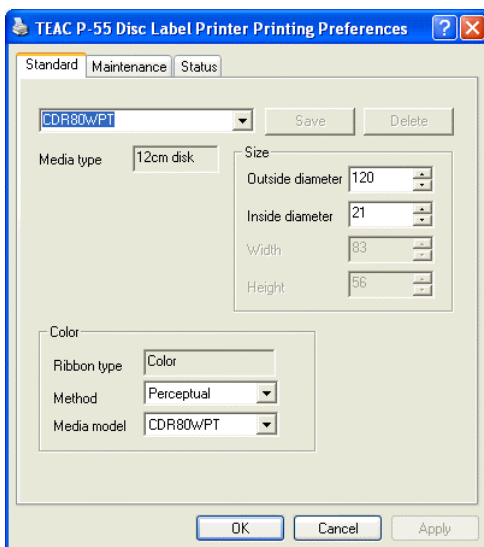 TEAC P-55 Disc Label Printer Printing Preferences
Standard Maintenance Status
CDR80WPT Save Delete
Media type 12cm disk
Size
Outside diameter 120
Inside diameter 21
Width 83
Height 56
Color
Ribbon type Color
Method Perceptual
Media model CDR80WPT
OK Cancel Apply